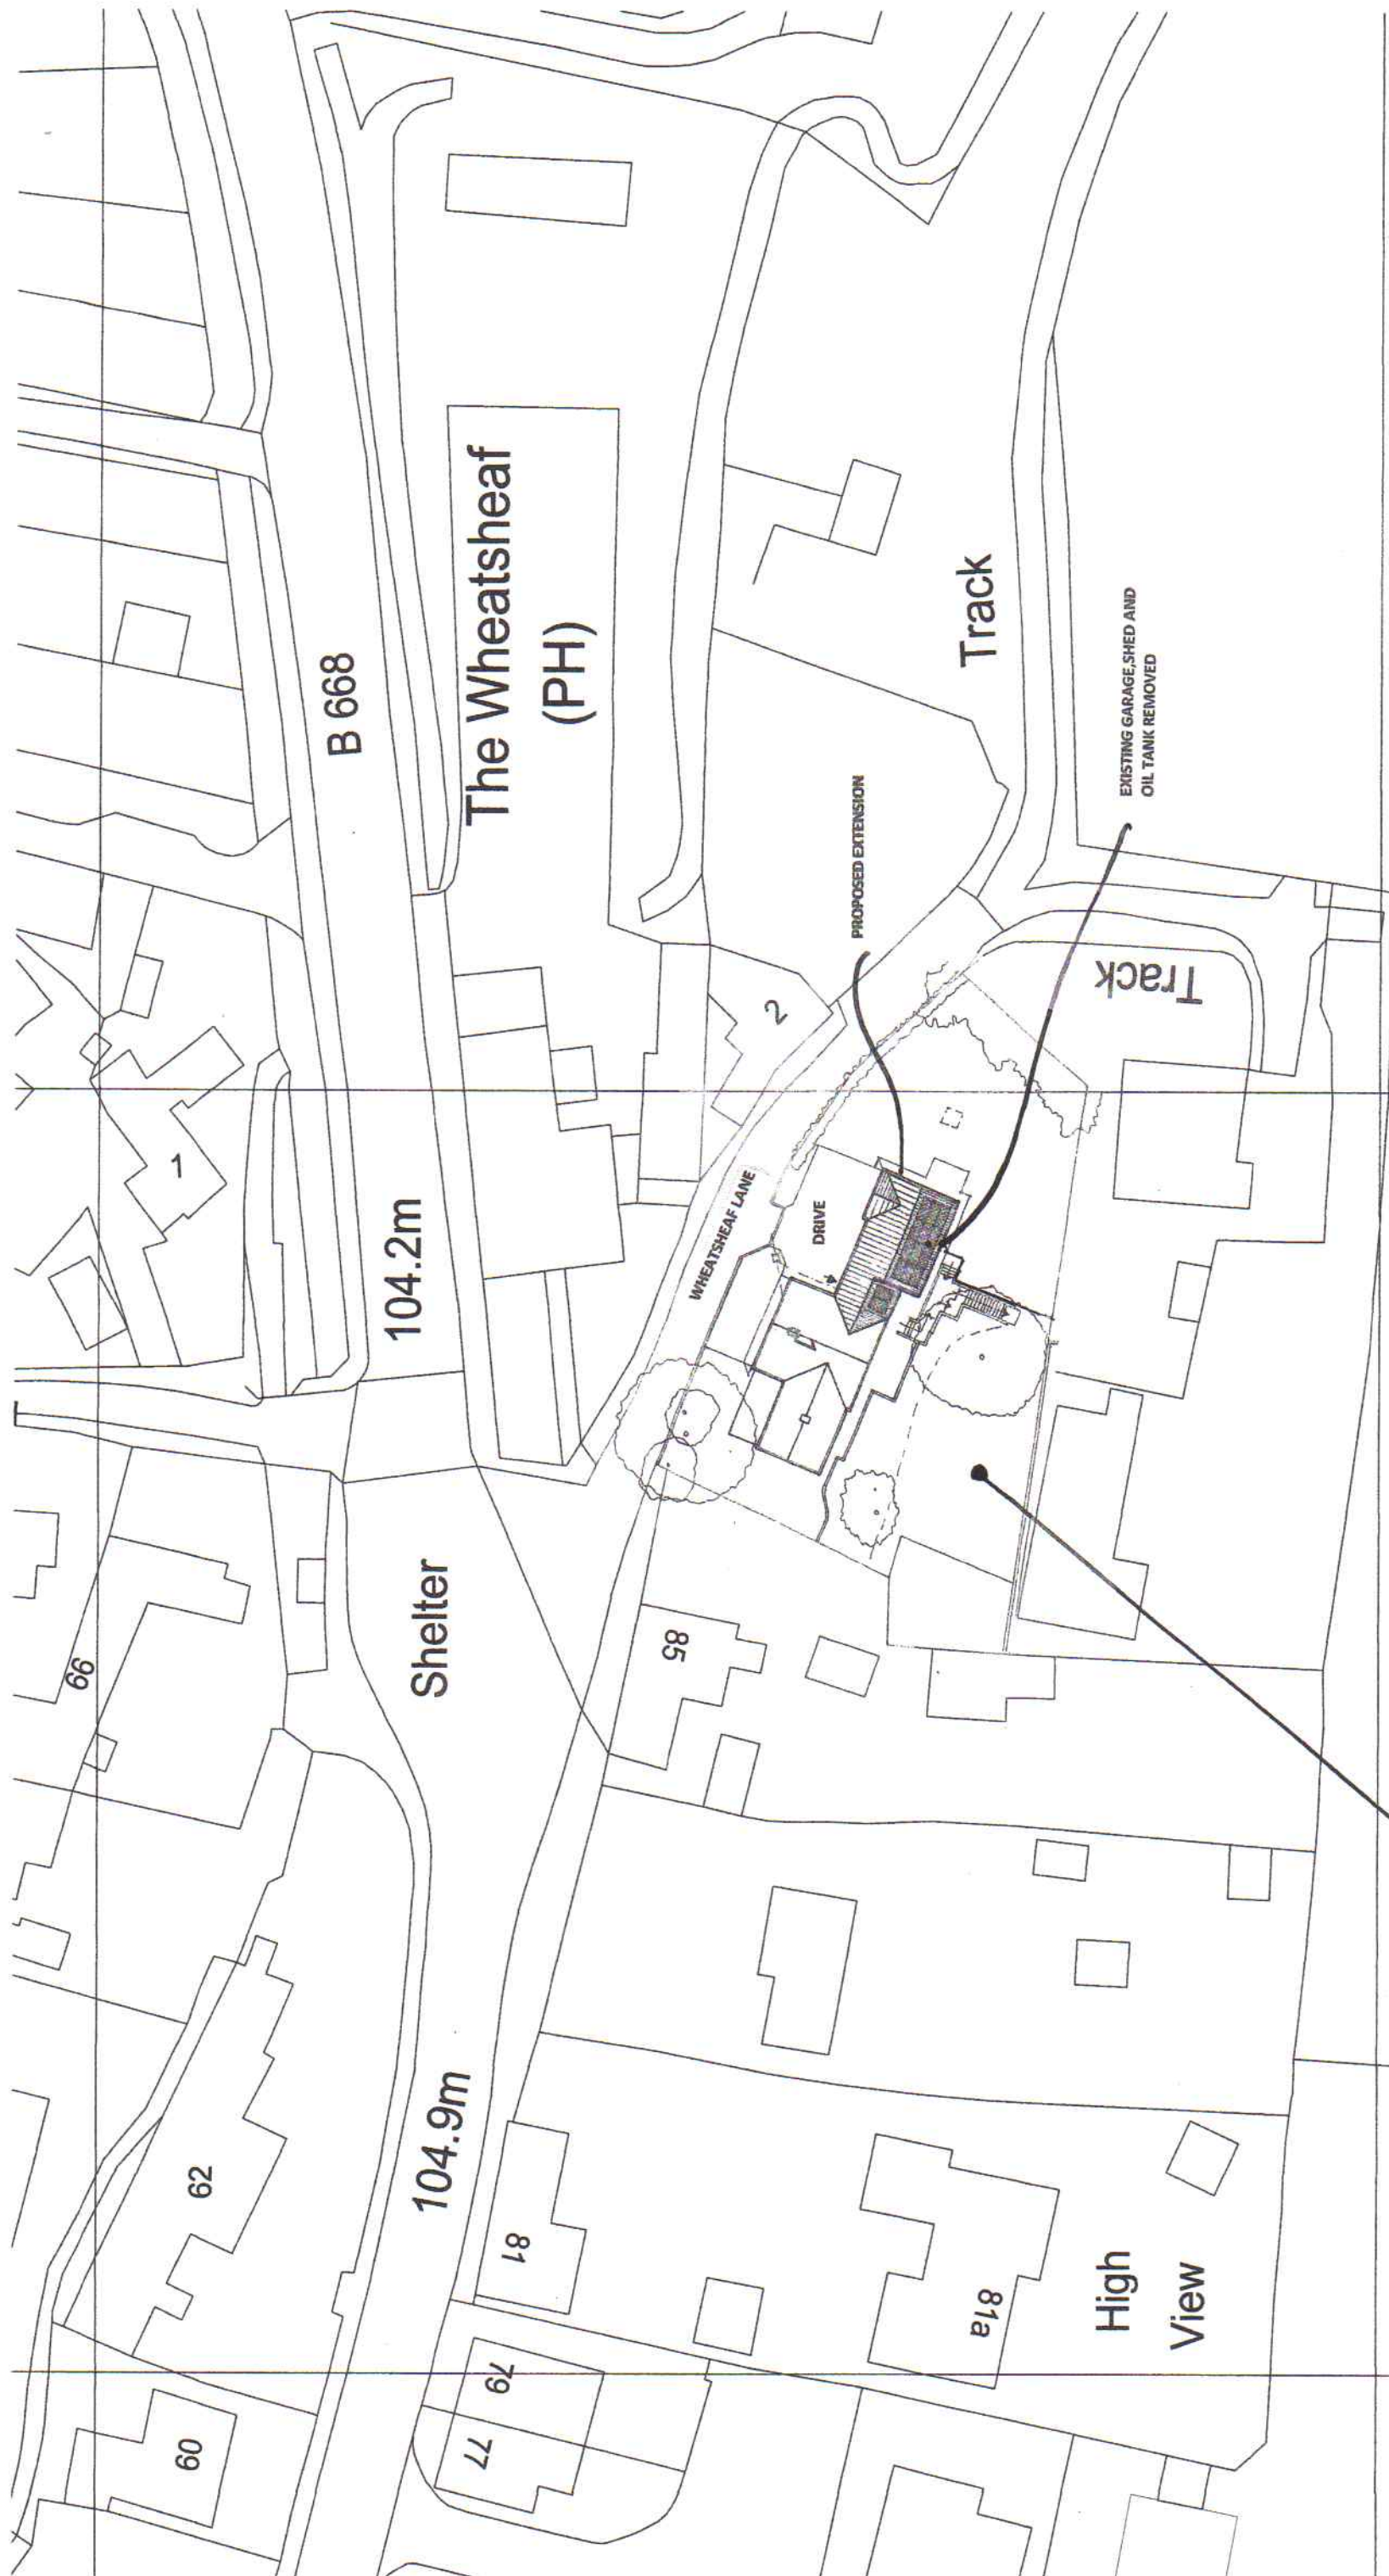 B 668
The Wheatsheaf
(PH)
Track
EXISTING GARAGE,SHED AND
OIL TANK REMOVED
PROPOSED EXTENSION
Track
2
1
104.2m
WHEATSHEAF LANE
DRIVE
Shelter
66
85
62
104.9m
81
81a
High
View
79
77
60